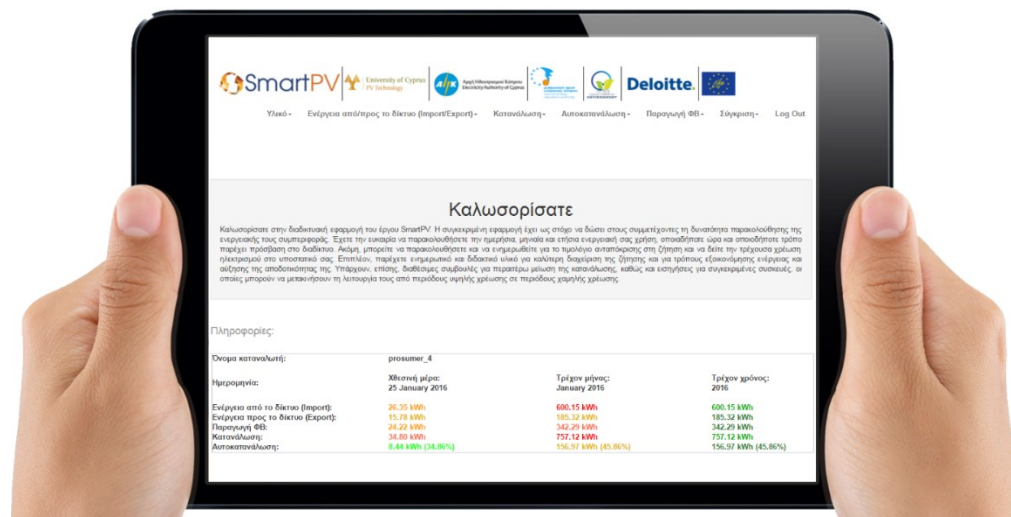 SmartPV
University of Cyprus
PV Technology
ΑΗΚ
Αρχή Ηλεκτρισμού Κύπρου
Electricity Authority of Cyprus
Deloitte.
Υλικό Ενέργεια από/προς το δίκτυο (Import/Export) Κατανάλωση Αυτοκατανάλωση Παραγωγή ΦΒ Σύγκριση Log Out
Καλωσορίσατε
Καλωσορίσατε στην διαδικτυακή εφαρμογή του έργου SmartPV. Η συγκεκριμένη εφαρμογή έχει ως στόχο να δώσει στους συμμετέχοντες τη δυνατότητα παρακολούθησης της
ενεργειακής τους συμπεριφοράς. Έχετε την ευκαιρία να παρακολουθήσετε την ημερήσια, μηνιαία και ετήσια ενεργειακή σας χρήση, οποιαδήποτε ώρα και οποιοδήποτε τρόπο
παρέχει πρόσβαση στο διαδίκτυο. Ακόμη, μπορείτε να παρακολουθήσετε και να ενημερωθείτε για το τιμολόγιο ανταπόκρισης στη ζήτηση και να δείτε την τρέχουσα χρέωση
ηλεκτρισμού στο υποστατικό σας. Επιπλέον, παρέχετε ενημερωτικό και διδακτικό υλικό για καλύτερη διαχείριση της ζήτησης και για τρόπους εξοικονόμησης ενέργειας και
αύξησης της αποδοτικότητας της. Υπάρχουν, επίσης, διαθέσιμες συμβουλές για περαιτέρω μείωση της κατανάλωσης, καθώς και εισηγήσεις για συγκεκριμένες συσκευές, οι
οποίες μπορούν να μετακινήσουν τη λειτουργία τους από περιόδους υψηλής χρέωσης σε περιόδους χαμηλής χρέωσης.
Πληροφορίες:
Όνομα καταναλωτή: prosumer_4
Ημερομηνία: Χθεσινή μέρα: Τρέχον μήνας: Τρέχον χρόνος:
25 January 2016 January 2016 2016
Ενέργεια από το δίκτυο (Import): 26.35 kWh 600.15 kWh 600.15 kWh
Ενέργεια προς το δίκτυο (Export): 15.78 kWh 185.32 kWh 185.32 kWh
Παραγωγή ΦΒ: 24.22 kWh 342.29 kWh 342.29 kWh
Κατανάλωση: 34.80 kWh 757.12 kWh 757.12 kWh
Αυτοκατανάλωση: 8.44 kWh (34.86%) 156.97 kWh (45.86%) 156.97 kWh (45.86%)